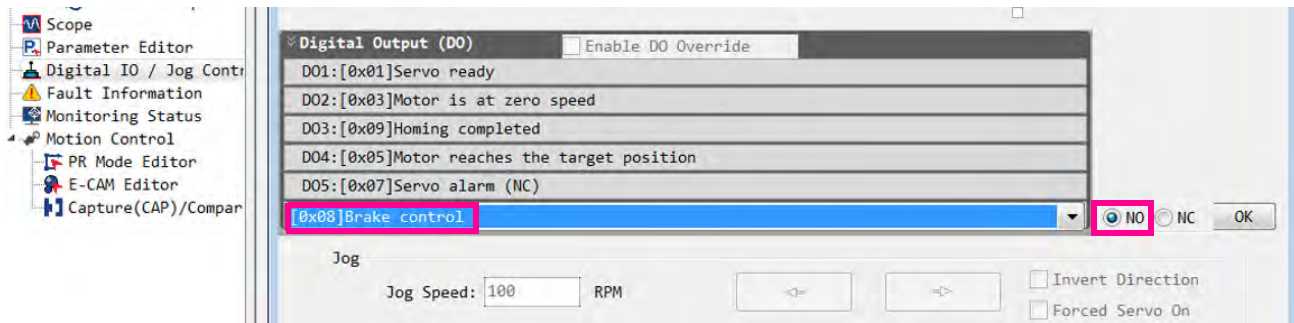 Scope
Parameter Editor
Digital IO / Jog Contr
Fault Information
Monitoring Status
Motion Control
PR Mode Editor
E-CAM Editor
Capture(CAP)/Compar
Digital Output (DO)
Enable DO Override
DO1:[0x01]Servo ready
DO2:[0x03]Motor is at zero speed
DO3:[0x09]Homing completed
DO4:[0x05]Motor reaches the target position
DO5:[0x07]Servo alarm (NC)
[0x08]Brake control
NO
NC
OK
Jog
Jog Speed: 100 RPM
Invert Direction
Forced Servo On